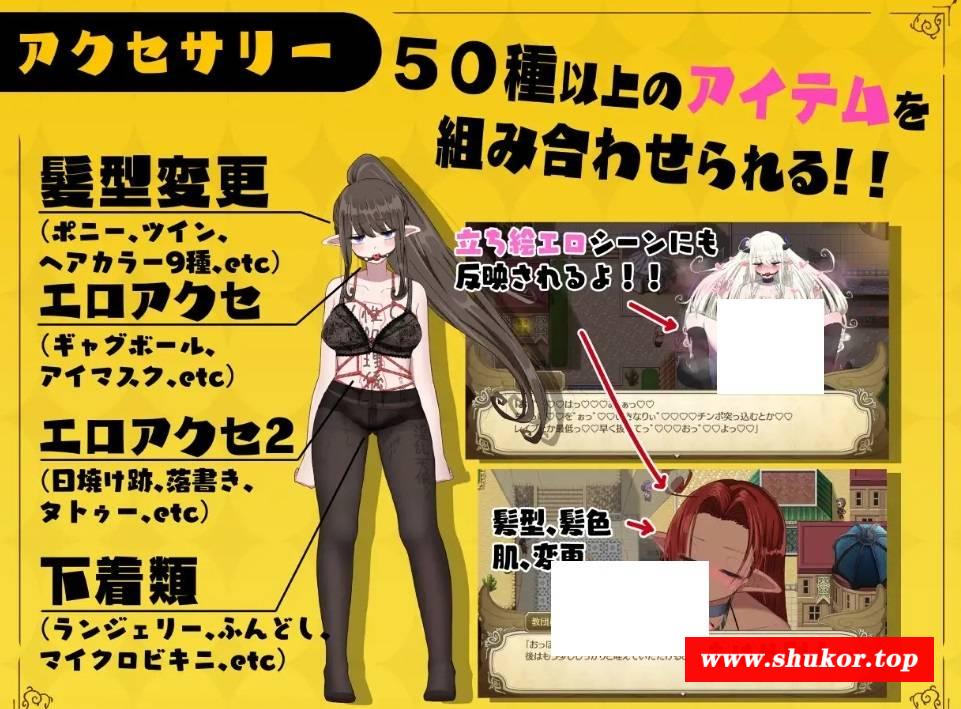 アクセサリー
50種以上のアイテムを
組み合わせられる!!
髪型変更
(ポニー、ツイン、
ヘアカラー9種、etc)
エロアクセ
(ギャグボール、
アイマスク、etc)
エロアクセ2
(日焼け跡、落書き、
タトゥー、etc)
下着類
(ランジェリー、ふんどし、
マイクロビキニ、etc)
立ち絵エロシーンにも
反映されるよ!!
髪型、髪色
肌、変更
www.shukor.top